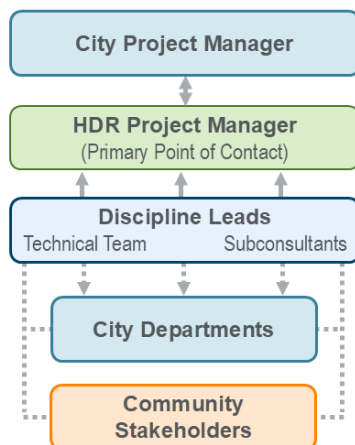 City Project Manager
HDR Project Manager
(Primary Point of Contact)
Discipline Leads
Technical Team Subconsultants
City Departments
Community
Stakeholders